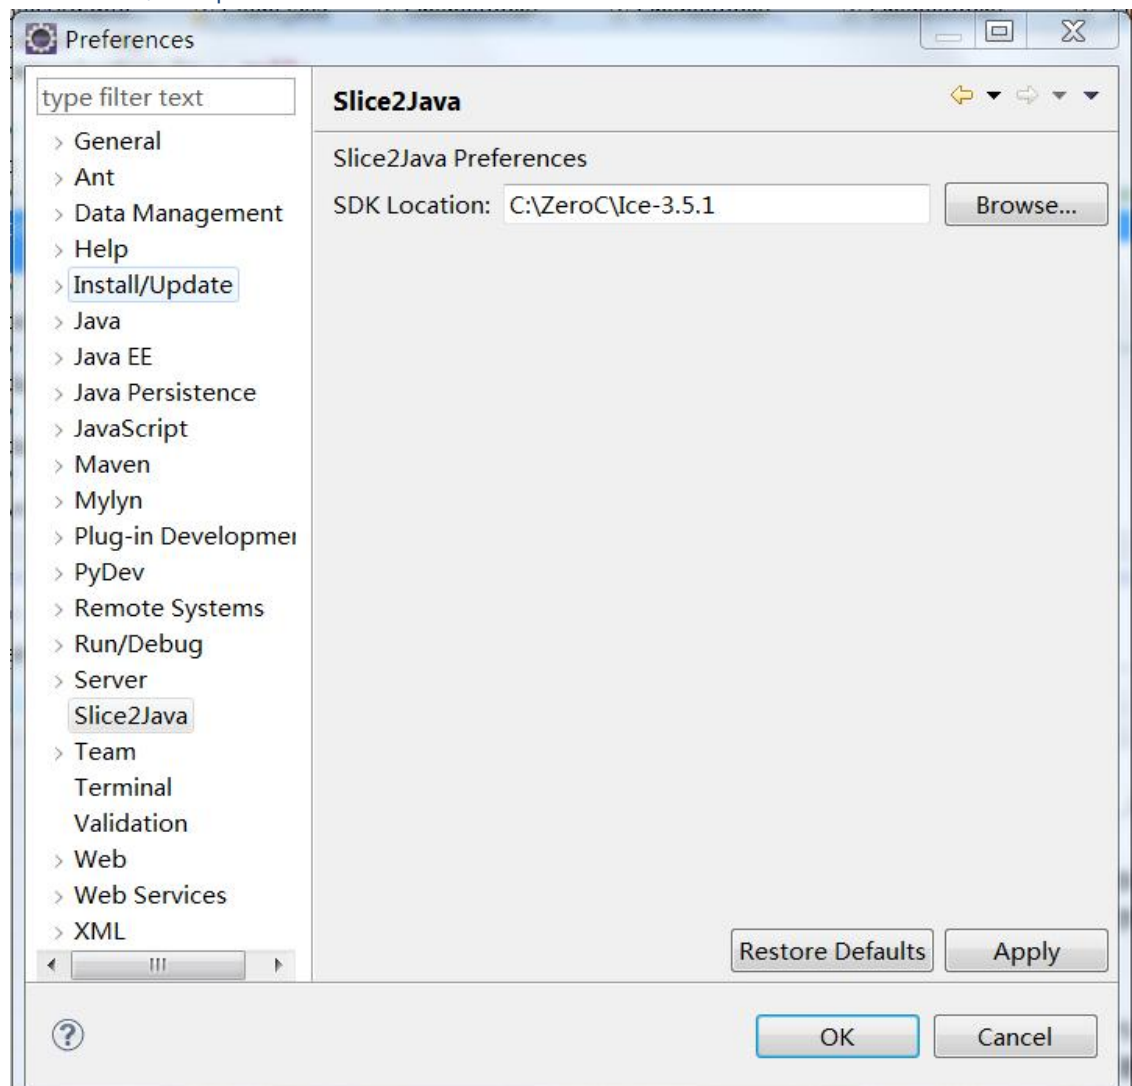 Preferences
type filter text
General
Ant
Data Management
Help
Install/Update
Java
Java EE
Java Persistence
JavaScript
Maven
Mylyn
Plug-in Developmer
PyDev
Remote Systems
Run/Debug
Server
Slice2Java
Team
Terminal
Validation
Web
Web Services
XML
Slice2Java
Slice2Java Preferences
SDK Location: C:\ZeroC\Ice-3.5.1 Browse...
Restore Defaults Apply
OK Cancel